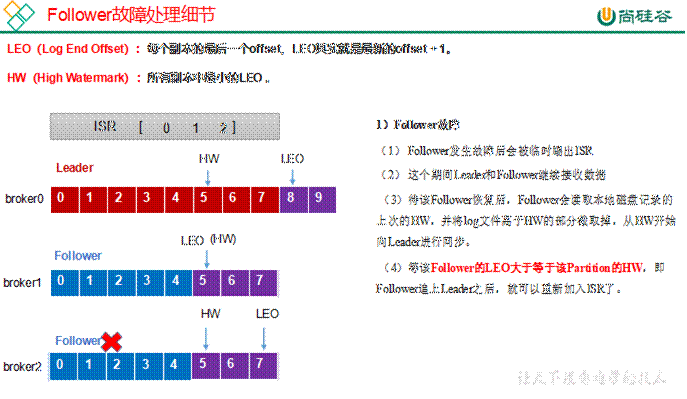 Follower故障处理细节
尚硅谷
LEO（Log End Offset）：每个副本的最后一个offset，LEO其实就是最新的offset + 1。
HW（High Watermark）：所有副本中最小的LEO。
ISR [ 0 1 2 ]
Leader
HW
LEO
broker0 0 1 2 3 4 5 6 7 8 9
Follower
LEO (HW)
broker1 0 1 2 3 4 5 6 7
Follower
HW
LEO
broker2 0 1 2 3 4 5 6 7
1）Follower故障
（1） Follower发生故障后会被临时踢出ISR
（2） 这个期间Leader和Follower继续接收数据
（3）待该Follower恢复后，Follower会读取本地磁盘记录的
上次的HW，并将log文件高于HW的部分截取掉，从HW开始
向Leader进行同步。
（4）等该Follower的LEO大于等于该Partition的HW，即
Follower追上Leader之后，就可以重新加入ISR了。
让天下没有难学的技术